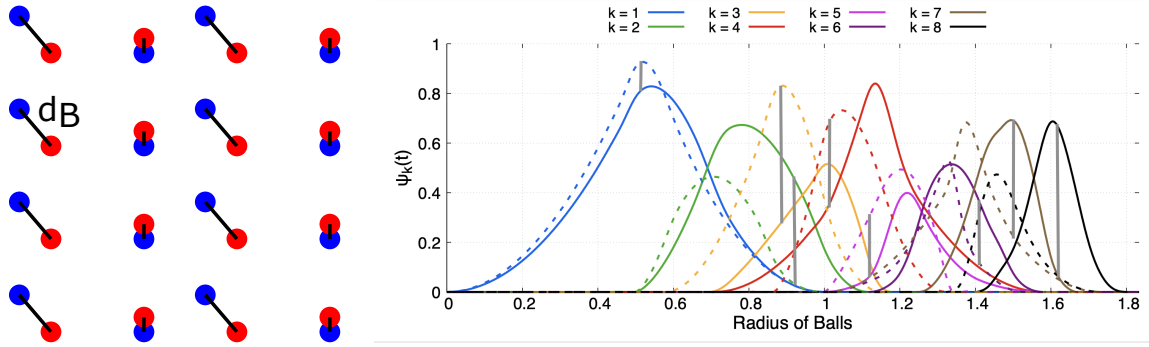 dB
k = 1
k = 2
k = 3
k = 4
k = 5
k = 6
k = 7
k = 8
1
0.8
0.6
0.4
0.2
0
ψk(t)
0 0.2 0.4 0.6 0.8 1 1.2 1.4 1.6 1.8
Radius of Balls